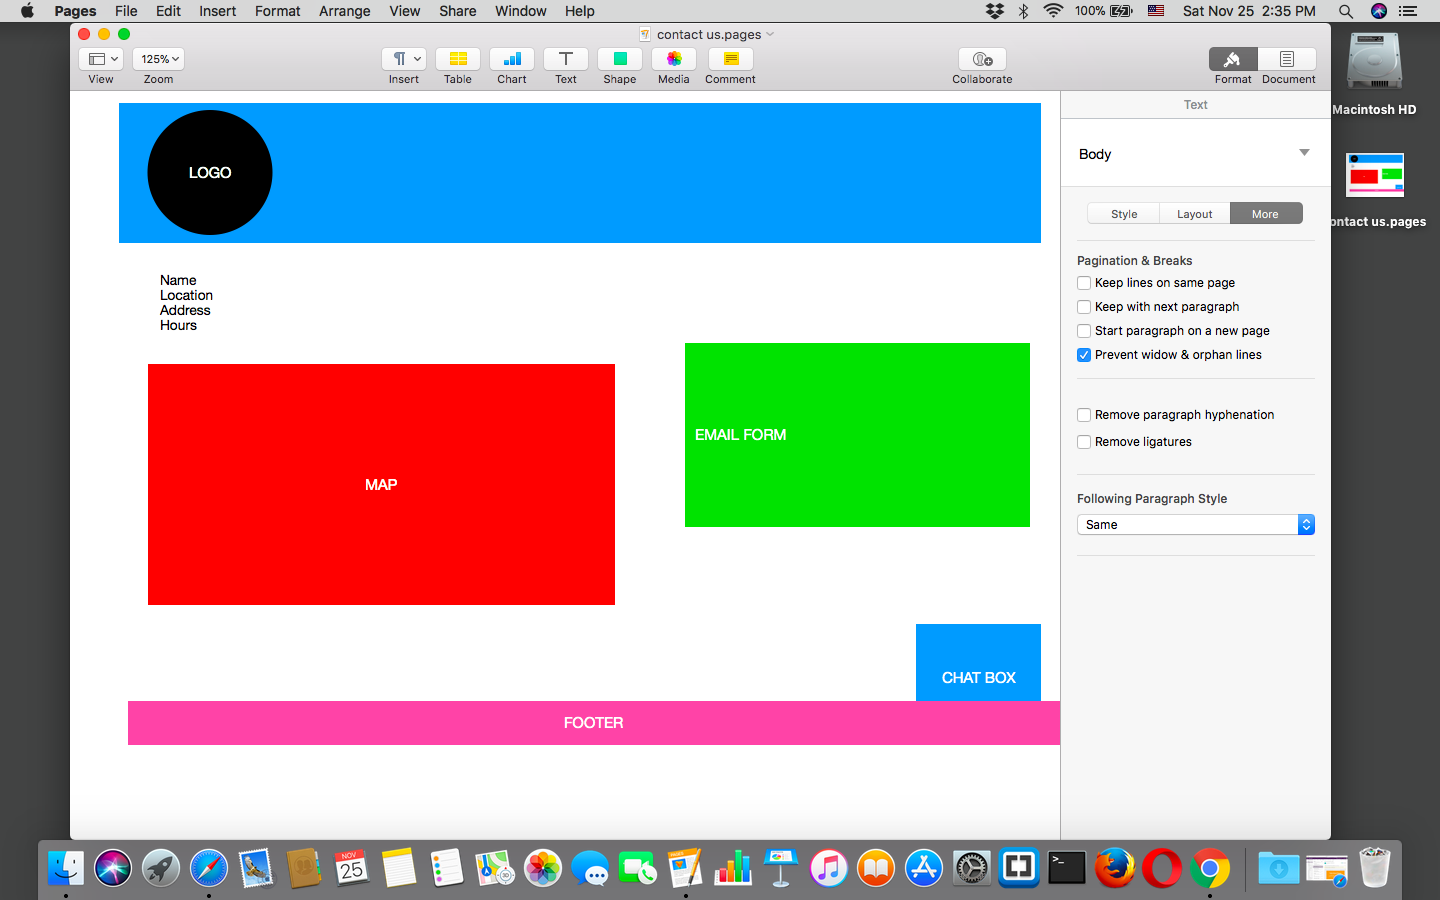 Pages File Edit Insert Format Arrange View Share Window Help 100% Sat Nov 25 2:35 PM
contact us.pages
125%
View Zoom Insert Table Chart Text Shape Media Comment Collaborate Format Document
Text
Body
Style Layout More
Pagination & Breaks
Keep lines on same page
Keep with next paragraph
Start paragraph on a new page
Prevent widow & orphan lines
Remove paragraph hyphenation
Remove ligatures
Following Paragraph Style
Same
LOGO
Name
Location
Address
Hours
MAP
EMAIL FORM
CHAT BOX
FOOTER
Macintosh HD
ontact us.pages
NOV
25
>_